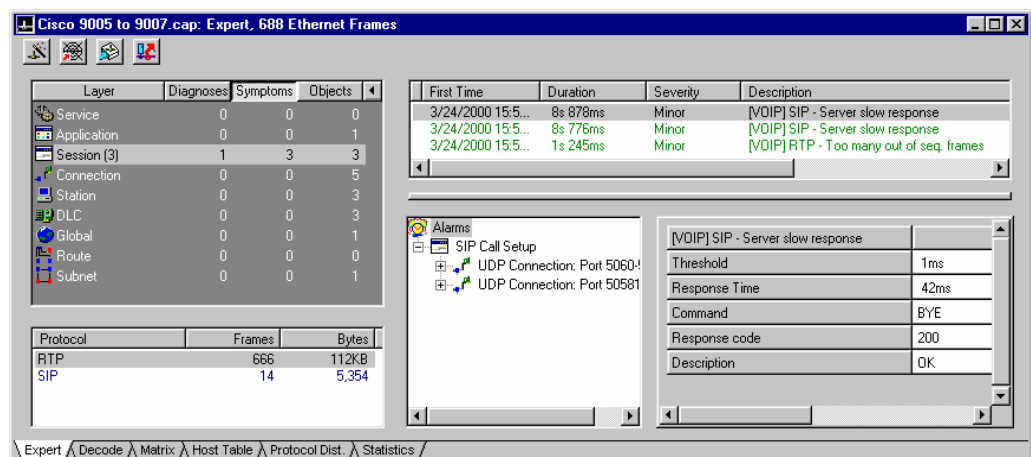 Cisco 9005 to 9007.cap: Expert, 688 Ethernet Frames
Layer Diagnoses Symptoms Objects
Service 0 0 0
Application 0 0 1
Session (3) 1 3 3
Connection 0 0 5
Station 0 0 3
DLC 0 0 3
Global 0 0 1
Route 0 0 0
Subnet 0 0 1
Protocol Frames Bytes
RTP 666 112KB
SIP 14 5,354
First Time Duration Severity Description
3/24/2000 15:5... 8s 878ms Minor [VOIP] SIP - Server slow response
3/24/2000 15:5... 8s 776ms Minor [VOIP] SIP - Server slow response
3/24/2000 15:5... 1s 245ms Minor [VOIP] RTP - Too many out of seq. frames
Alarms
SIP Call Setup
UDP Connection: Port 5060-
UDP Connection: Port 50581
[VOIP] SIP - Server slow response
Threshold 1ms
Response Time 42ms
Command BYE
Response code 200
Description OK
Expert Decode Matrix Host Table Protocol Dist. Statistics